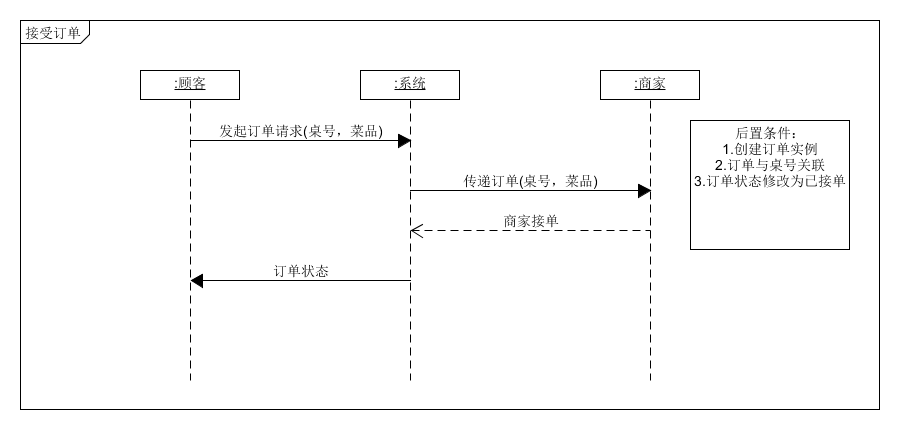 接受订单
:顾客
:系统
:商家
发起订单请求(桌号，菜品)
传递订单(桌号，菜品)
商家接单
订单状态
后置条件：
1.创建订单实例
2.订单与桌号关联
3.订单状态修改为已接单